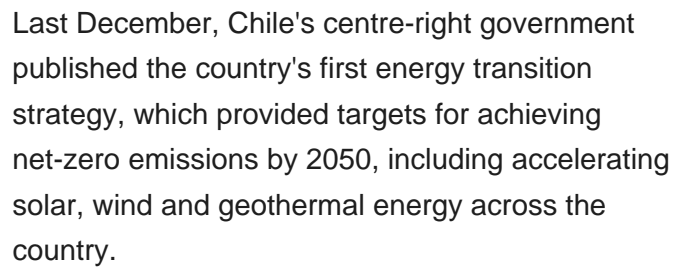 Last December, Chile's centre-right government
published the country's first energy transition
strategy, which provided targets for achieving
net-zero emissions by 2050, including accelerating
solar, wind and geothermal energy across the
country.